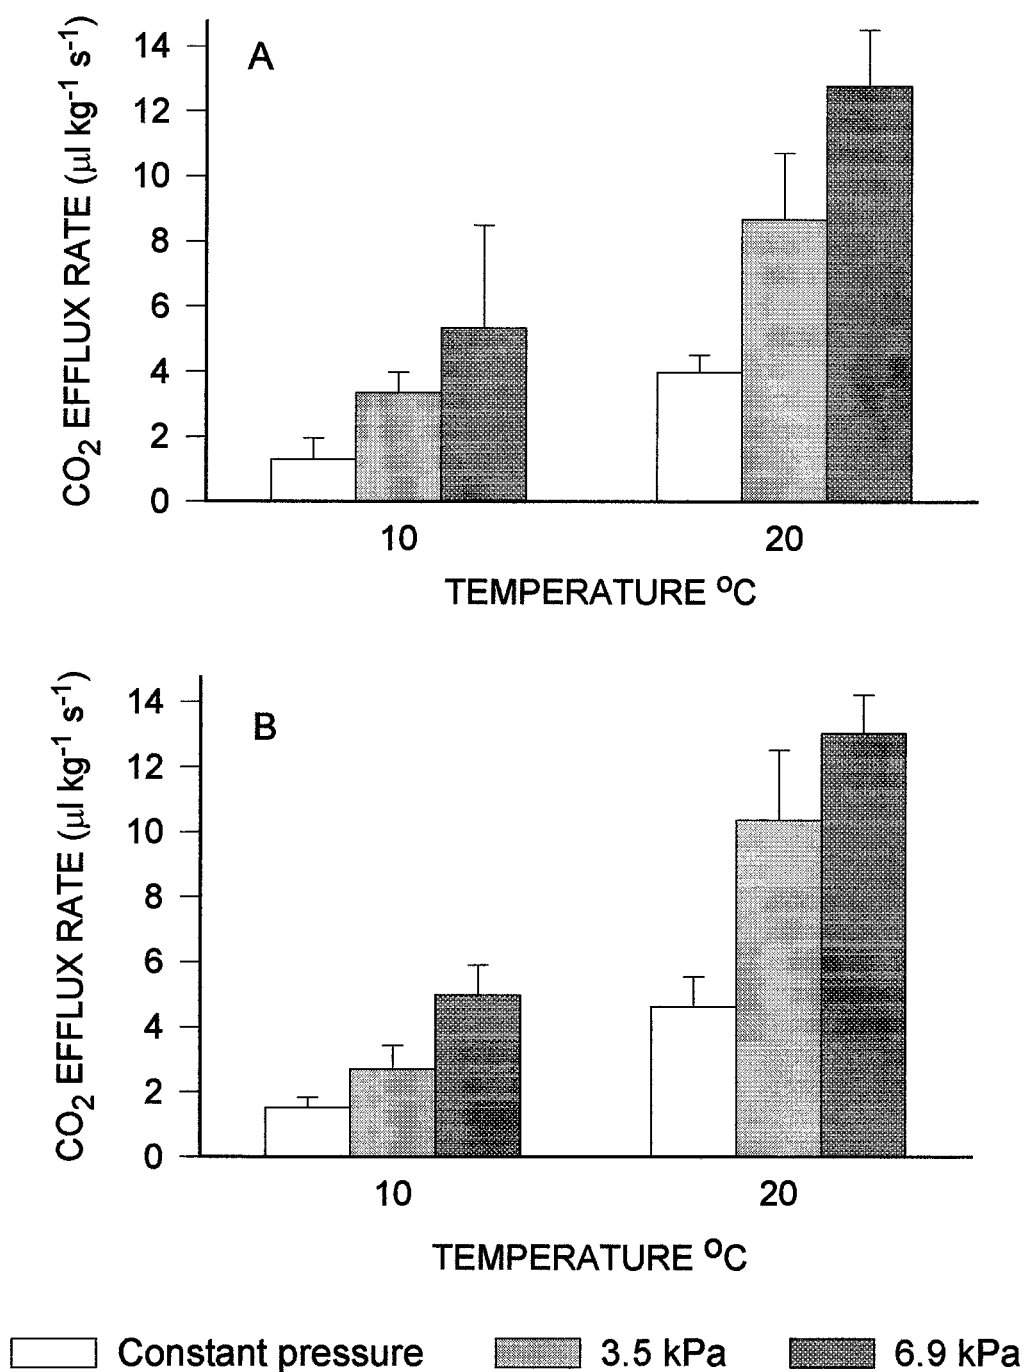 A
CO2 EFFLUX RATE (μl kg-1 s-1)
14
12
10
8
6
4
2
0
10 20
TEMPERATURE oC
B
CO2 EFFLUX RATE (μl kg-1 s-1)
14
12
10
8
6
4
2
0
10 20
TEMPERATURE oC
Constant pressure 3.5 kPa 6.9 kPa